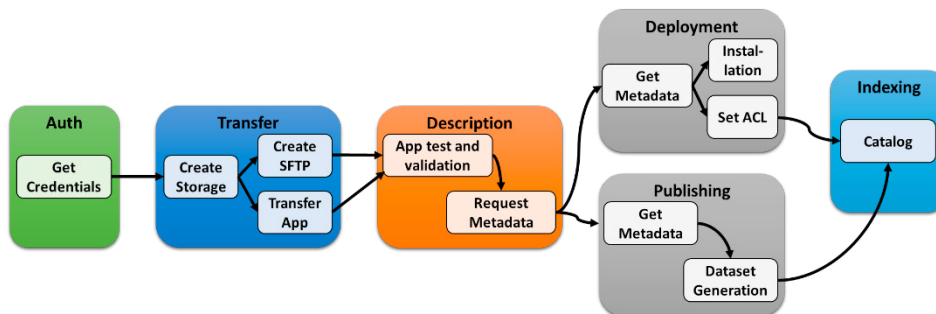 Auth
Get
Credentials
Transfer
Create
Storage
Create
SFTP
Transfer
App
Description
App test and
validation
Request
Metadata
Deployment
Get
Metadata
Instal-
lation
Set ACL
Publishing
Get
Metadata
Dataset
Generation
Indexing
Catalog